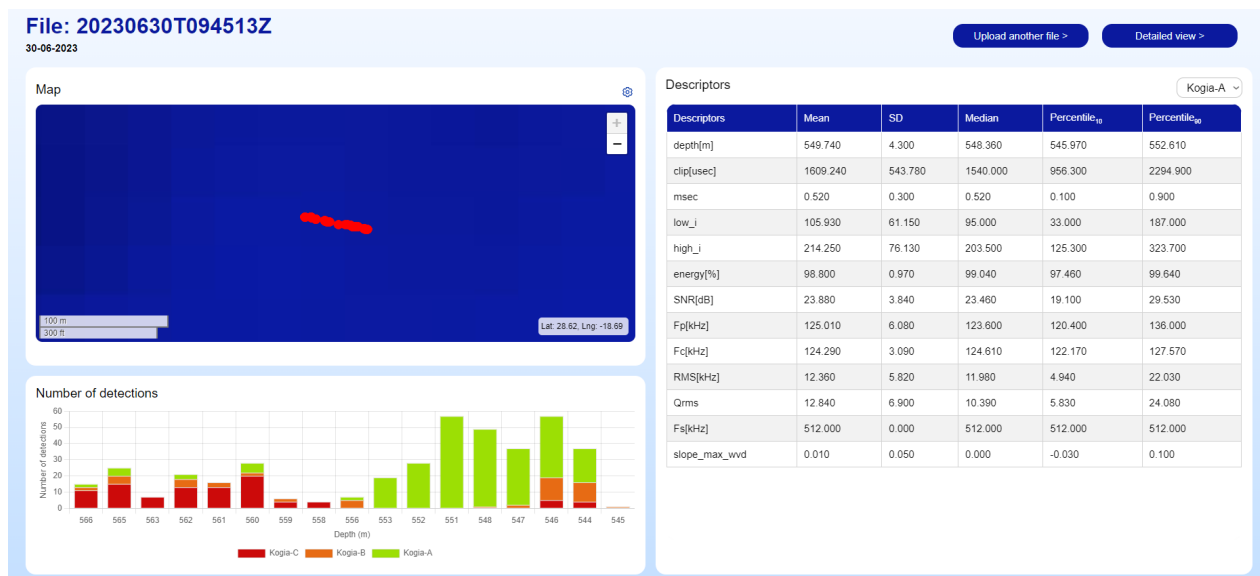 File: 20230630T094513Z
30-06-2023
Upload another file >
Detailed view >
Map
+
−
100 m
300 ft
Lat: 28.62, Lng: -18.69
Number of detections
60
50
40
30
20
10
0
Number of detections
566 565 563 562 561 560 559 558 556 553 552 551 548 547 546 544 545
Depth (m)
Kogia-C Kogia-B Kogia-A
Descriptors
Kogia-A
Descriptors Mean SD Median Percentile10 Percentile90
depth[m] 549.740 4.300 548.360 545.970 552.610
clip[usec] 1609.240 543.780 1540.000 956.300 2294.900
msec 0.520 0.300 0.520 0.100 0.900
low_i 105.930 61.150 95.000 33.000 187.000
high_i 214.250 76.130 203.500 125.300 323.700
energy[%] 98.800 0.970 99.040 97.460 99.640
SNR[dB] 23.880 3.840 23.460 19.100 29.530
Fp[kHz] 125.010 6.080 123.600 120.400 136.000
Fc[kHz] 124.290 3.090 124.610 122.170 127.570
RMS[kHz] 12.360 5.820 11.980 4.940 22.030
Qrms 12.840 6.900 10.390 5.830 24.080
Fs[kHz] 512.000 0.000 512.000 512.000 512.000
slope_max_wvd 0.010 0.050 0.000 -0.030 0.100